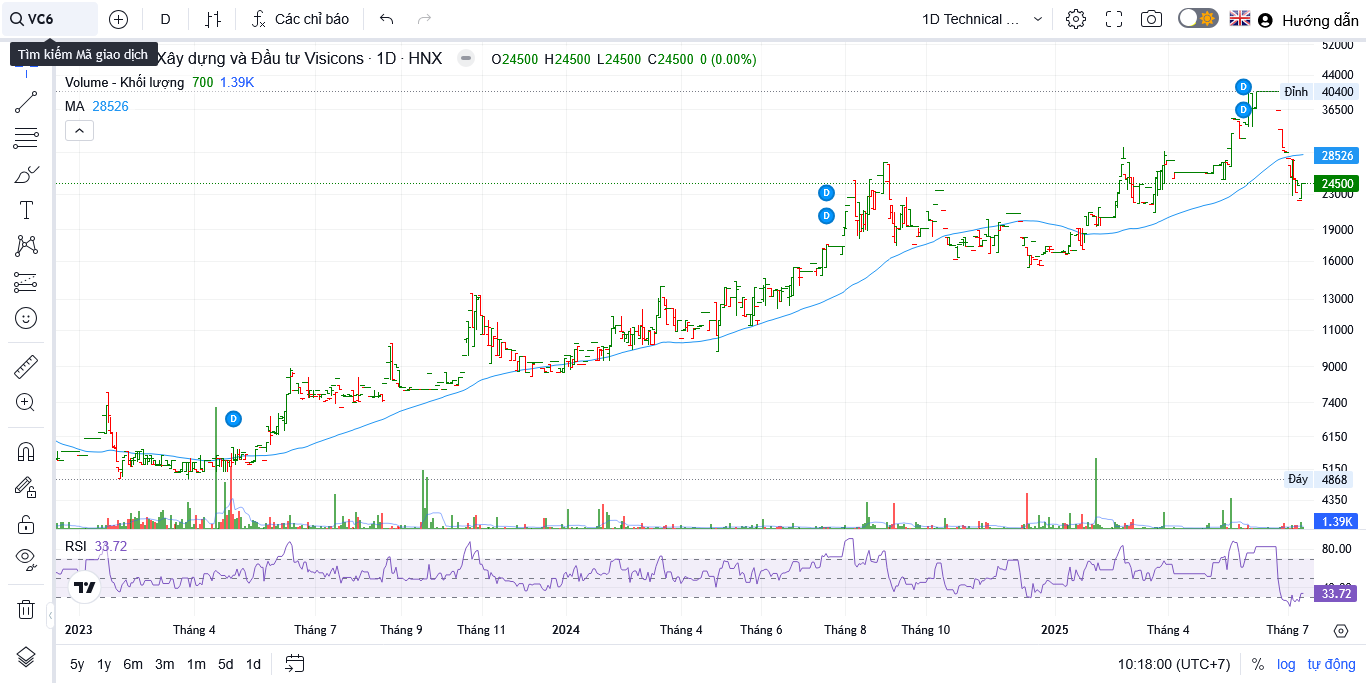 VC6 D Các chỉ báo 1D Technical ... Hướng dẫn
Tìm kiếm Mã giao dịch
Xây dựng và Đầu tư Visicons · 1D · HNX O24500 H24500 L24500 C24500 0 (0.00%)
Volume - Khối lượng 700 1.39K
MA 28526
52000
44000
Đỉnh 40400
36500
28526
24500
23000
19000
16000
13000
11000
9000
7400
6150
5150
Đáy 4868
4350
1.39K
D
D
D
D
D
RSI 33.72
80.00
40.00
33.72
2023 Tháng 4 Tháng 7 Tháng 9 Tháng 11 2024 Tháng 4 Tháng 6 Tháng 8 Tháng 10 2025 Tháng 4 Tháng 7
5y 1y 6m 3m 1m 5d 1d 10:18:00 (UTC+7) % log tự động